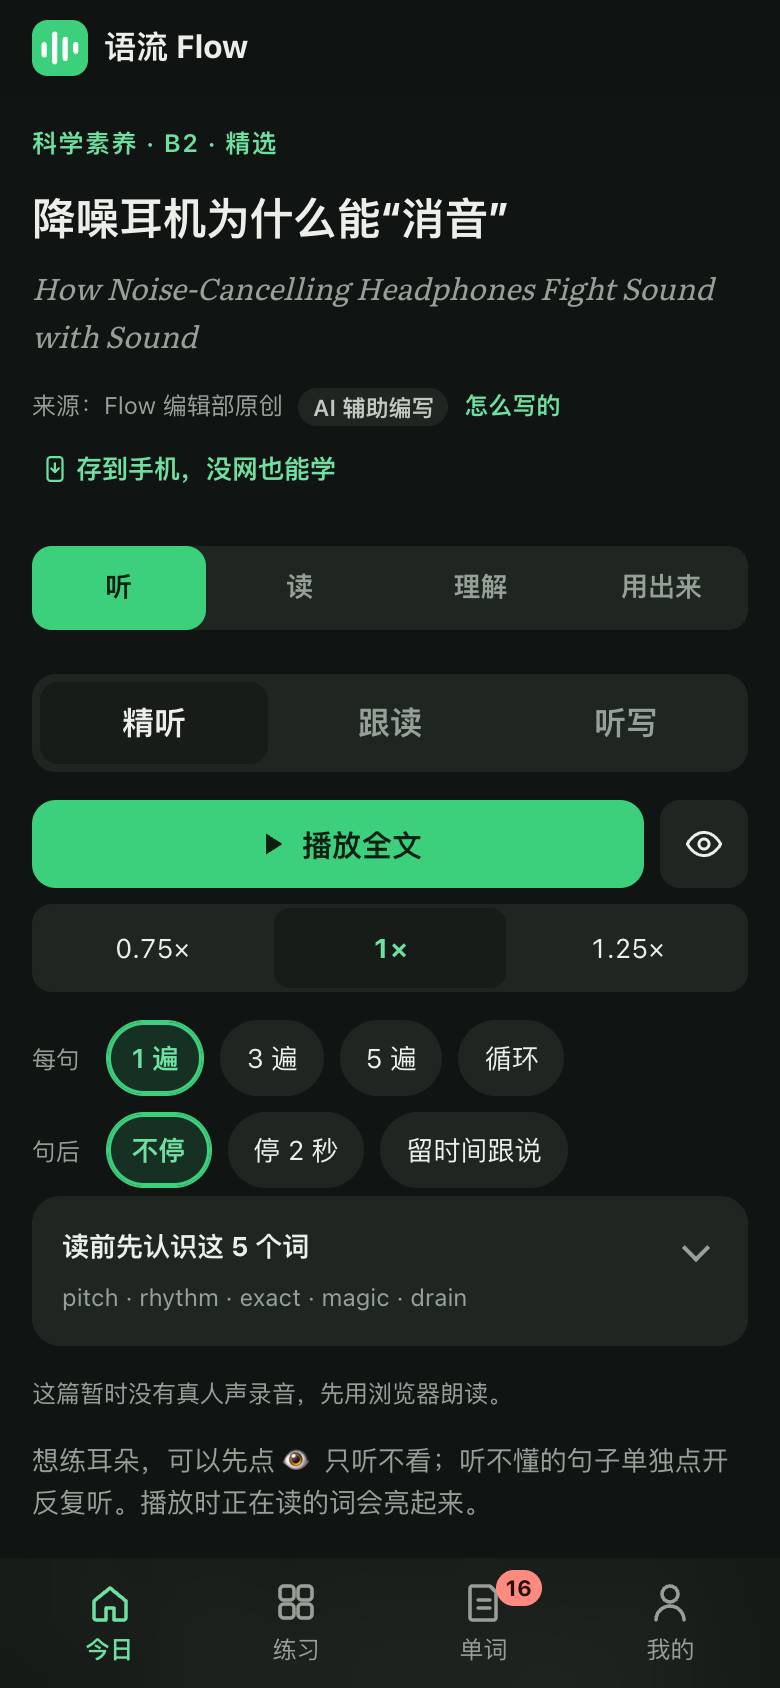 语流 Flow
科学素养 · B2 · 精选
降噪耳机为什么能“消音”
How Noise-Cancelling Headphones Fight Sound
with Sound
来源：Flow 编辑部原创 AI 辅助编写 怎么写的
存到手机，没网也能学
听 读 理解 用出来
精听 跟读 听写
播放全文
0.75× 1× 1.25×
每句 1 遍 3 遍 5 遍 循环
句后 不停 停 2 秒 留时间跟说
读前先认识这 5 个词
pitch · rhythm · exact · magic · drain
这篇暂时没有真人声录音，先用浏览器朗读。
想练耳朵，可以先点 👁 只听不看；听不懂的句子单独点开
反复听。播放时正在读的词会亮起来。
16
今日 练习 单词 我的